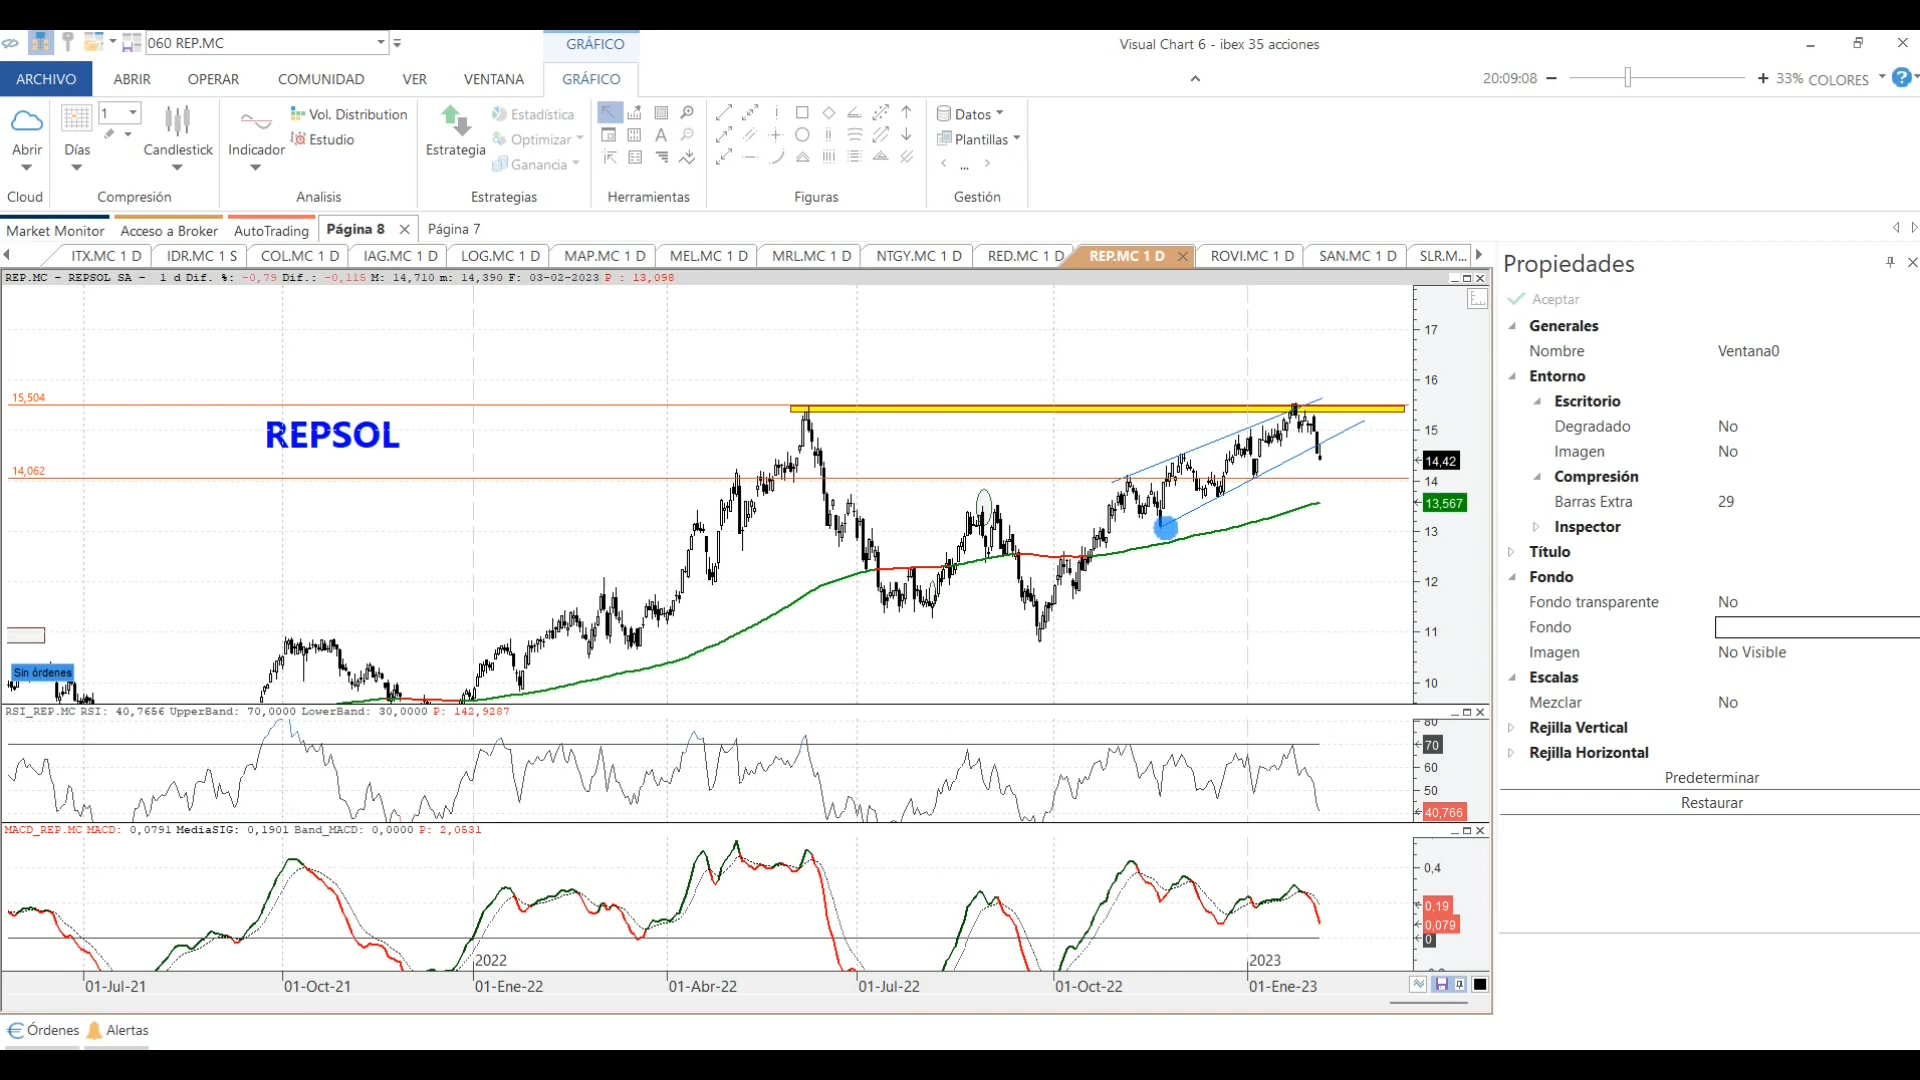 060 REP.MC
GRÁFICO
Visual Chart 6 - ibex 35 acciones
ARCHIVO ABRIR OPERAR COMUNIDAD VER VENTANA GRÁFICO
20:09:08 33% COLORES
1
Vol. Distribution
Estudio
Abrir Días Candlestick Indicador
Estrategia
Estadística
Optimizar
Ganancia
Datos
Plantillas
...
Cloud Compresión Analisis Estrategias Herramientas Figuras Gestión
Market Monitor Acceso a Broker AutoTrading Página 8 Página 7
ITX.MC 1 D IDR.MC 1 S COL.MC 1 D IAG.MC 1 D LOG.MC 1 D MAP.MC 1 D MEL.MC 1 D MRL.MC 1 D NTGY.MC 1 D RED.MC 1 D REP.MC 1 D ROVI.MC 1 D SAN.MC 1 D SLR.M...
REP.MC - REPSOL SA - 1 d Dif. %: -0,79 Dif.: -0,115 M: 14,710 m: 14,390 F: 03-02-2023 P : 13,098
17
16
15,504
REPSOL
15
14,42
14,062
14
13,567
13
12
11
Sin órdenes
10
RSI_REP.MC RSI: 40,7656 UpperBand: 70,0000 LowerBand: 30,0000 P: 142,9287
80
70
60
50
40,766
MACD_REP.MC MACD: 0,0791 MediaSIG: 0,1901 Band_MACD: 0,0000 P: 2,0531
0,4
0,19
0,079
0
2022 2023
01-Jul-21 01-Oct-21 01-Ene-22 01-Abr-22 01-Jul-22 01-Oct-22 01-Ene-23
Órdenes Alertas
Propiedades
Aceptar
Generales
Nombre Ventana0
Entorno
Escritorio
Degradado No
Imagen No
Compresión
Barras Extra 29
Inspector
Título
Fondo
Fondo transparente No
Fondo
Imagen No Visible
Escalas
Mezclar No
Rejilla Vertical
Rejilla Horizontal
Predeterminar
Restaurar